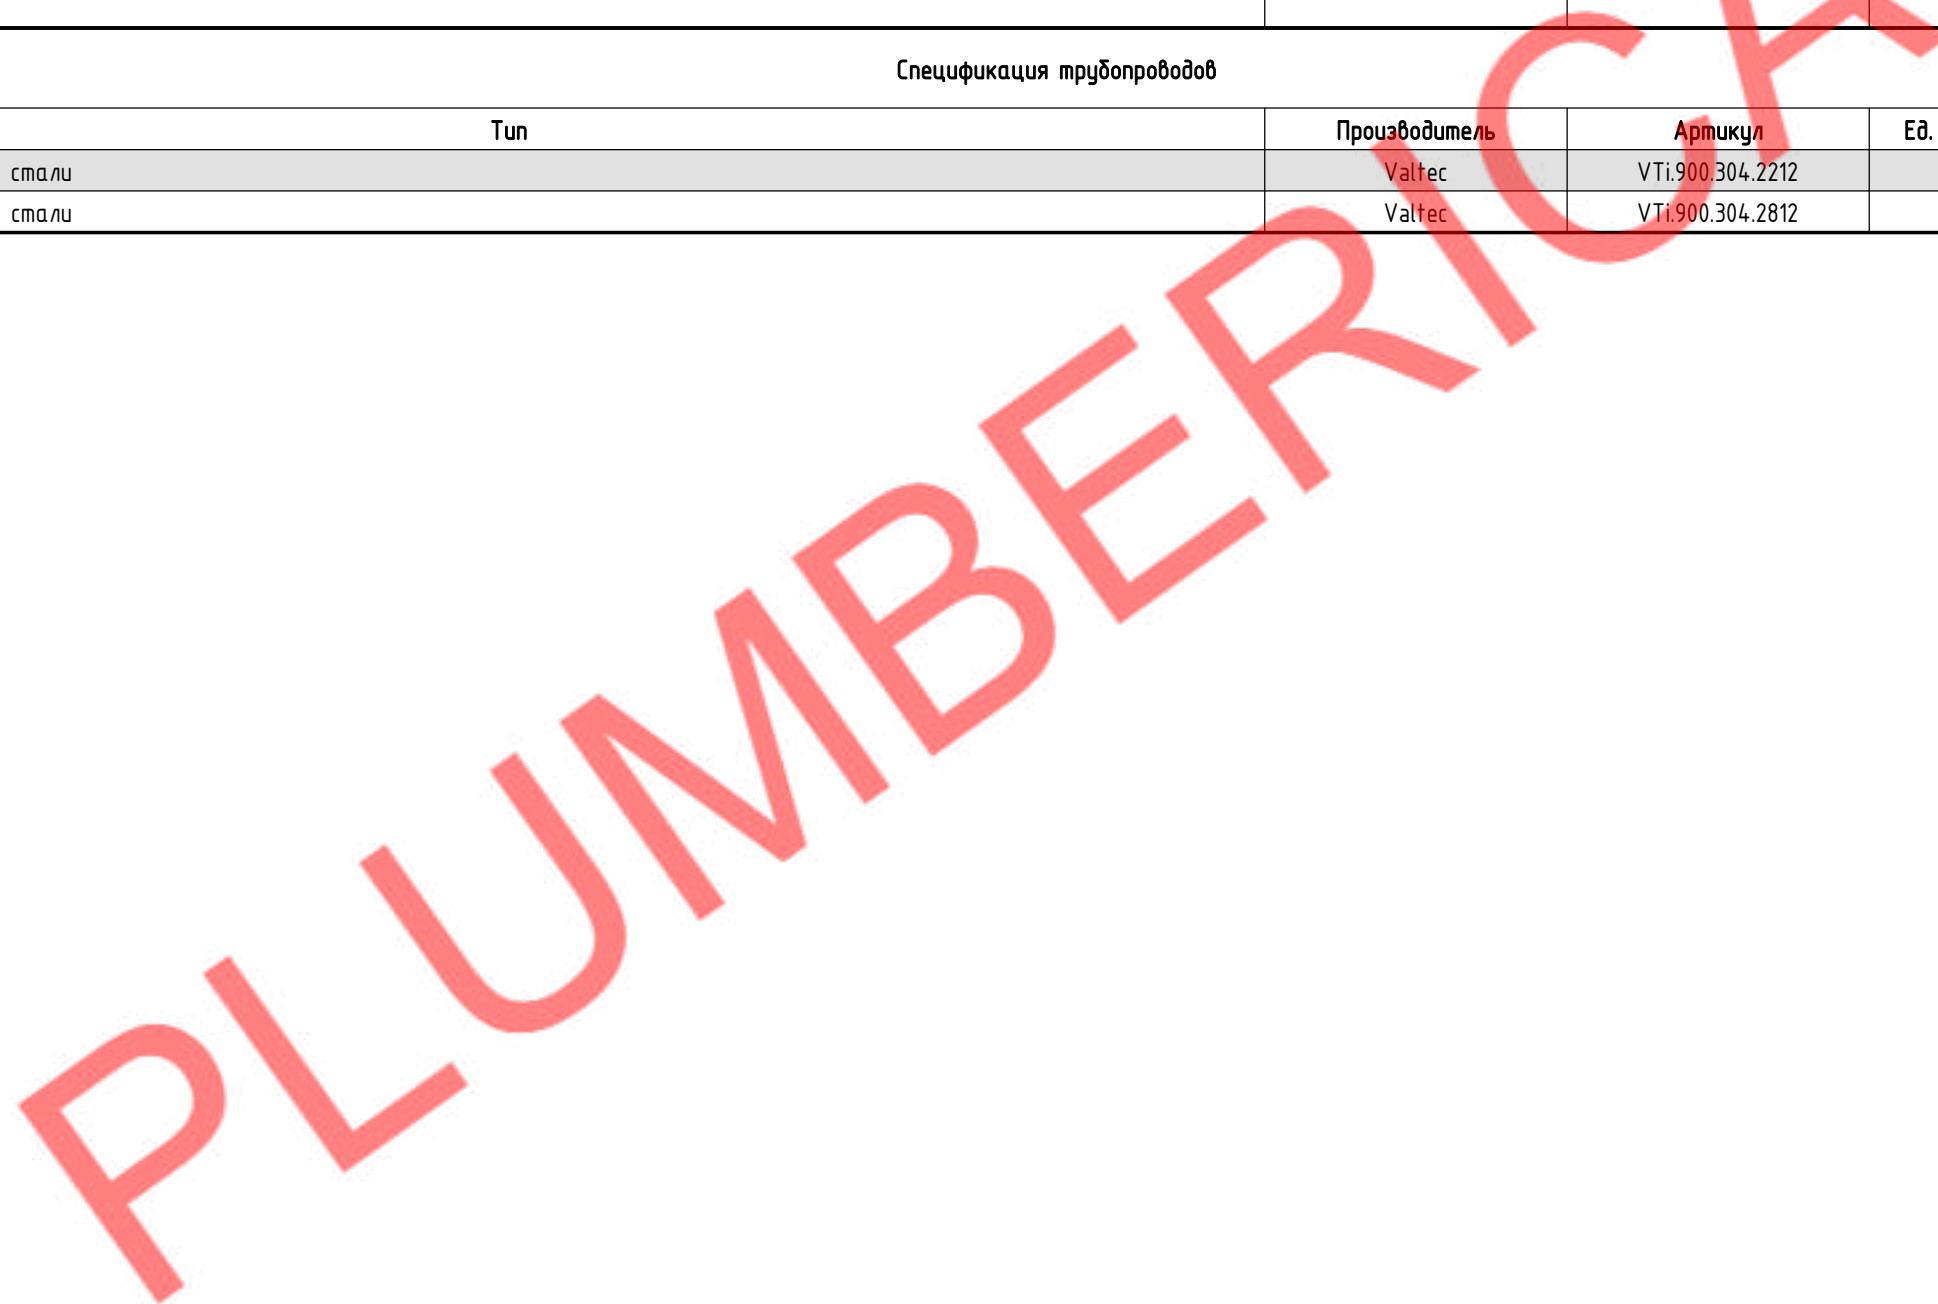 Спецификация трубопроводов
Тип Производитель Артикул Ед.
стали Valtec VTi.900.304.2212
стали Valtec VTi.900.304.2812
PLUMBERICA